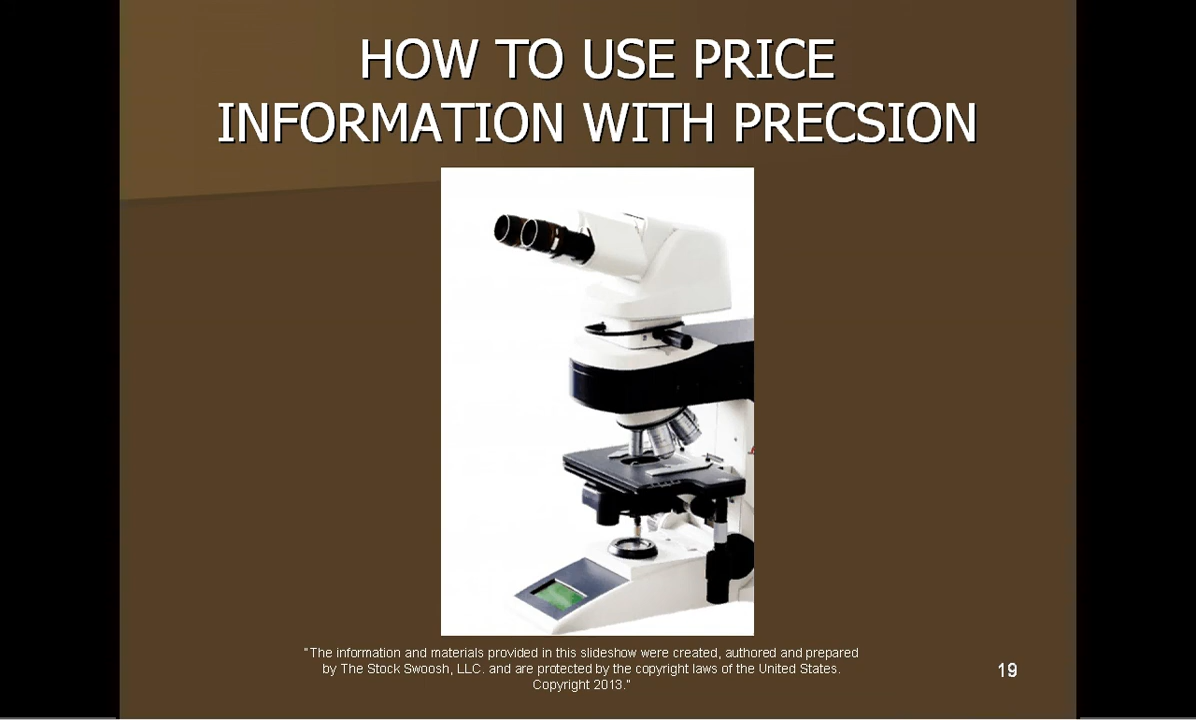 HOW TO USE PRICE
INFORMATION WITH PRECSION
"The information and materials provided in this slideshow were created, authored and prepared
by The Stock Swoosh, LLC. and are protected by the copyright laws of the United States.
Copyright 2013."
19